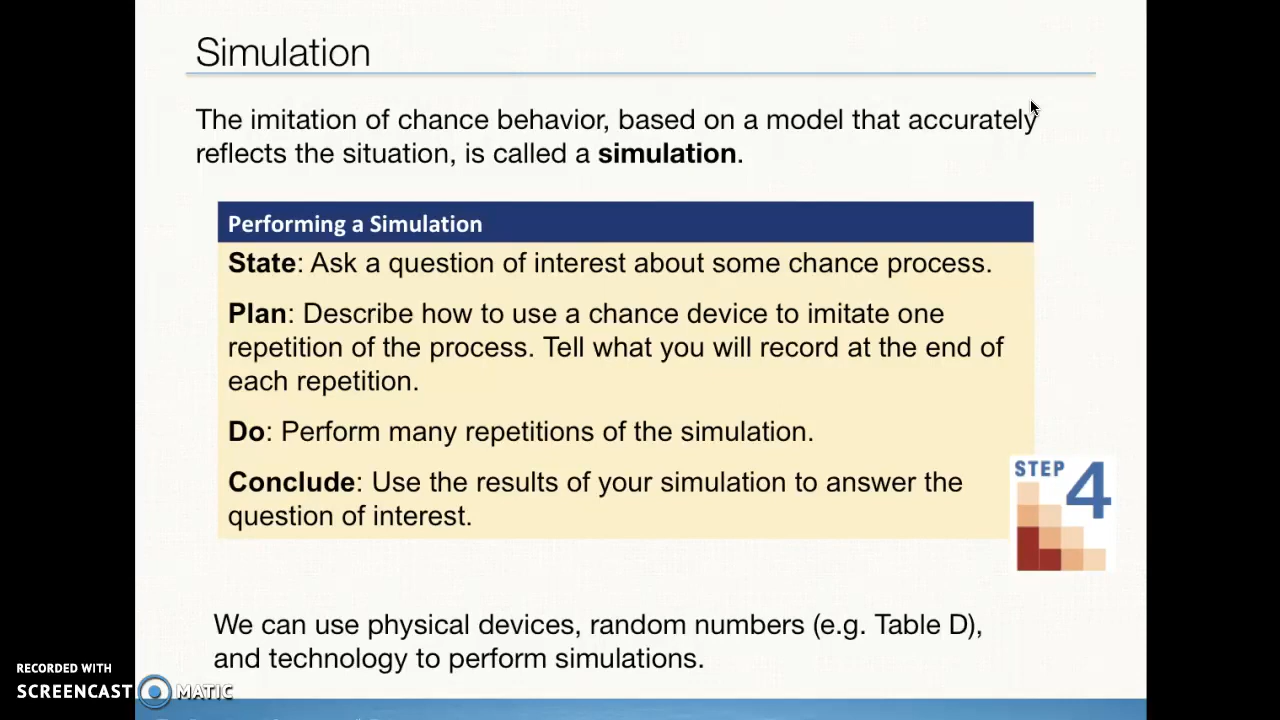 Simulation
The imitation of chance behavior, based on a model that accurately
reflects the situation, is called a simulation.
Performing a Simulation
State: Ask a question of interest about some chance process.
Plan: Describe how to use a chance device to imitate one
repetition of the process. Tell what you will record at the end of
each repetition.
Do: Perform many repetitions of the simulation.
Conclude: Use the results of your simulation to answer the
question of interest.
STEP 4
We can use physical devices, random numbers (e.g. Table D),
and technology to perform simulations.
RECORDED WITH
SCREENCAST MATIC